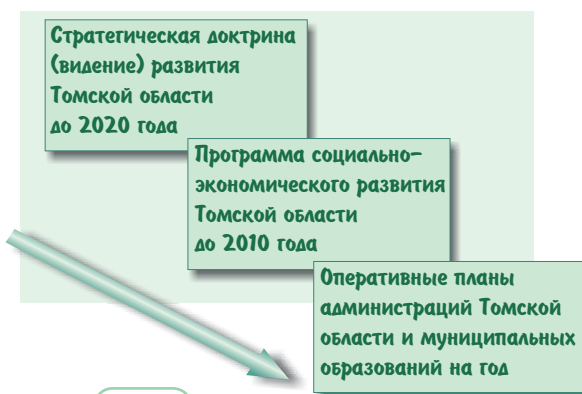 Стратегическая доктрина
(видение) развития
Томской области
до 2020 года
Программа социально-
экономического развития
Томской области
до 2010 года
Оперативные планы
администраций Томской
области и муниципальных
образований на год